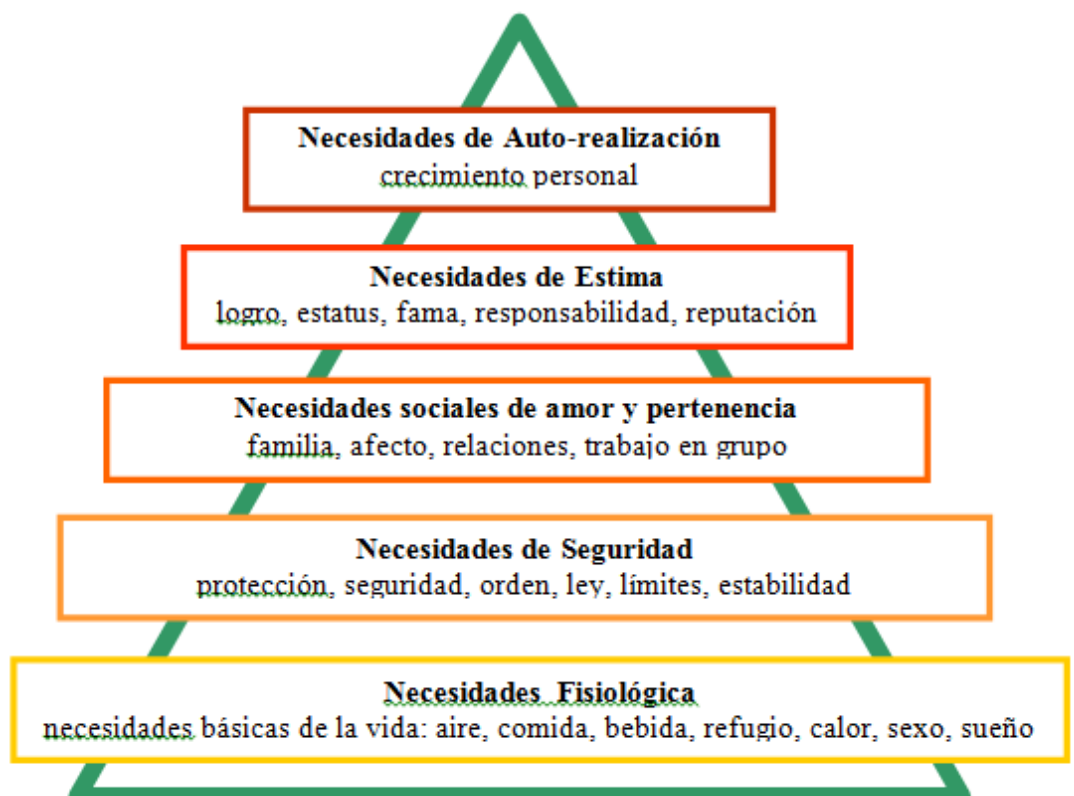 Necesidades de Auto-realización
crecimiento personal
Necesidades de Estima
logro, estatus, fama, responsabilidad, reputación
Necesidades sociales de amor y pertenencia
familia, afecto, relaciones, trabajo en grupo
Necesidades de Seguridad
protección, seguridad, orden, ley, límites, estabilidad
Necesidades Fisiológica
necesidades básicas de la vida: aire, comida, bebida, refugio, calor, sexo, sueño